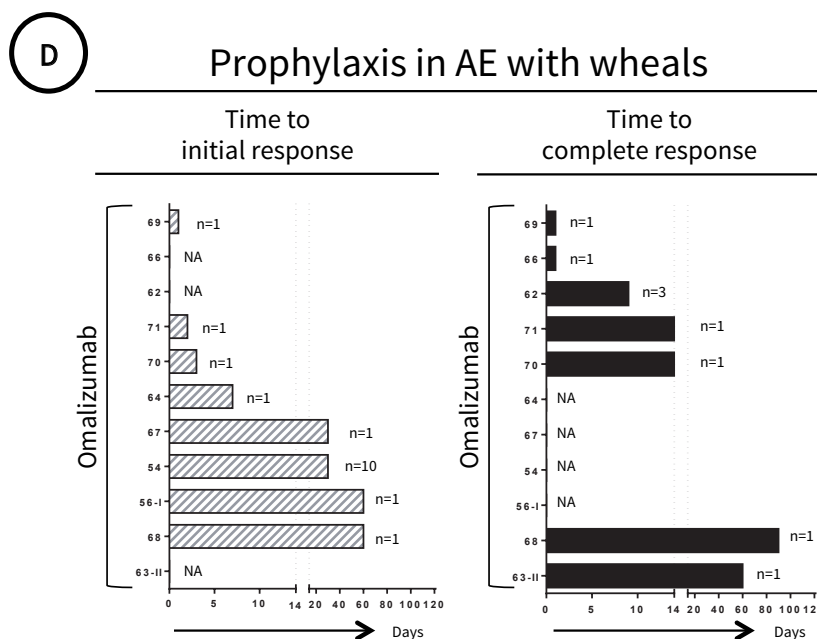 D
Prophylaxis in AE with wheals
Time to
initial response
Omalizumab
69 n=1
66 NA
62 NA
71 n=1
70 n=1
64 n=1
67 n=1
54 n=10
56-I n=1
68 n=1
63-II NA
0 5 10 14 20 40 60 80 100 120
Days
Time to
complete response
Omalizumab
69 n=1
66 n=1
62 n=3
71 n=1
70 n=1
64 NA
67 NA
54 NA
56-I NA
68 n=1
63-II n=1
0 5 10 14 20 40 60 80 100 12
Days